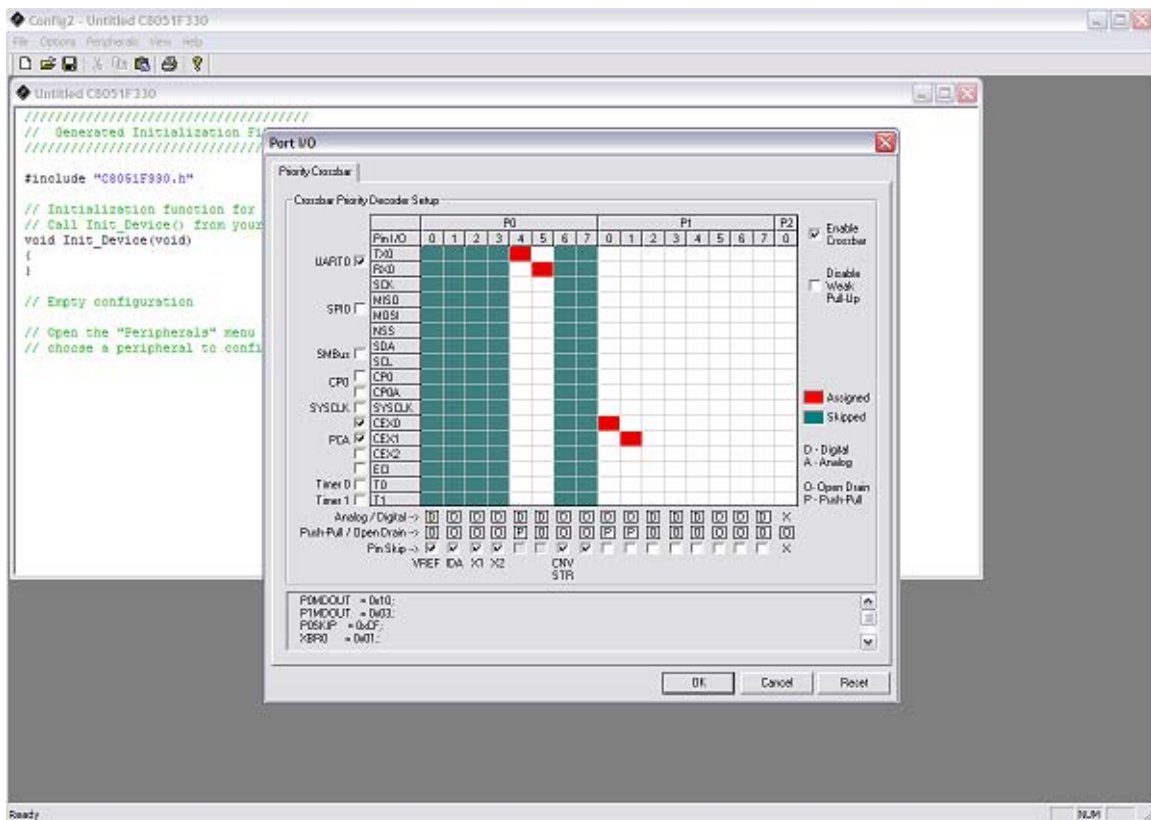 Config2 - Untitled C8051F330
File Options Peripherals View Help
Untitled C8051F330
/////////////////////////////////////
// Generated Initialization Fi
#include "C8051F330.h"
// Initialization function for
// Call Init_Device() from your
void Init_Device(void)
{
}
// Empty configuration
// Open the "Peripherals" menu
// choose a peripheral to confi
Port I/O
Priority Crossbar
Crossbar Priority Decoder Setup
P0 P1 P2
Pin I/O 0 1 2 3 4 5 6 7 0 1 2 3 4 5 6 7 0
Enable Crossbar
UART0 TX0
RX0
SCK
Disable Weak Pull-Up
SPI0 MISO
MOSI
NSS
SMBus SDA
SCL
CP0 CP0
CP0A
SYSCLK SYSCLK
CEX0
PCA CEX1
CEX2
ECI
Timer 0 T0
Timer 1 T1
Assigned
Skipped
D - Digital
A - Analog
O- Open Drain
P - Push-Pull
Analog / Digital ->
Push-Pull / Open Drain ->
Pin Skip ->
VREF IDA X1 X2 CNV STR
P0MDOUT = 0x10;
P1MDOUT = 0x03;
P0SKIP = 0xCF;
XBR0 = 0x01;
OK Cancel Reset
Ready NUM